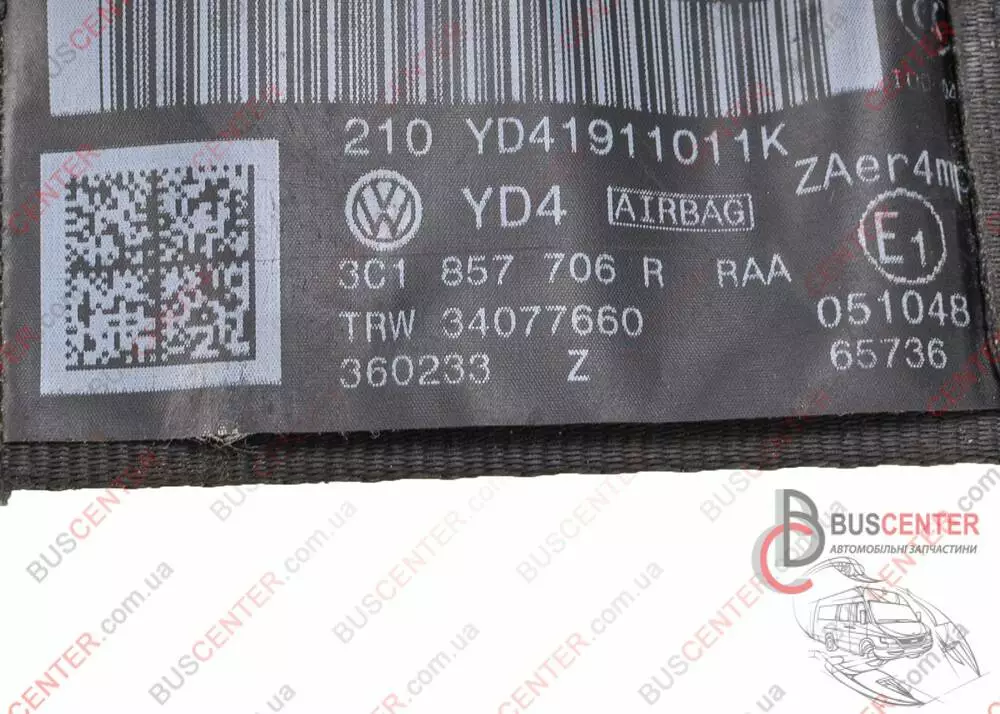 210 YD41911011K
ZAer4m
YD4 AIRBAG
E1
3C1 857 706 R RAA
TRW 34077660
051048
360233 Z
65736
BUSCENTER
АВТОМОБІЛЬНІ ЗАПЧАСТИНИ
BUSCENTER.com.ua